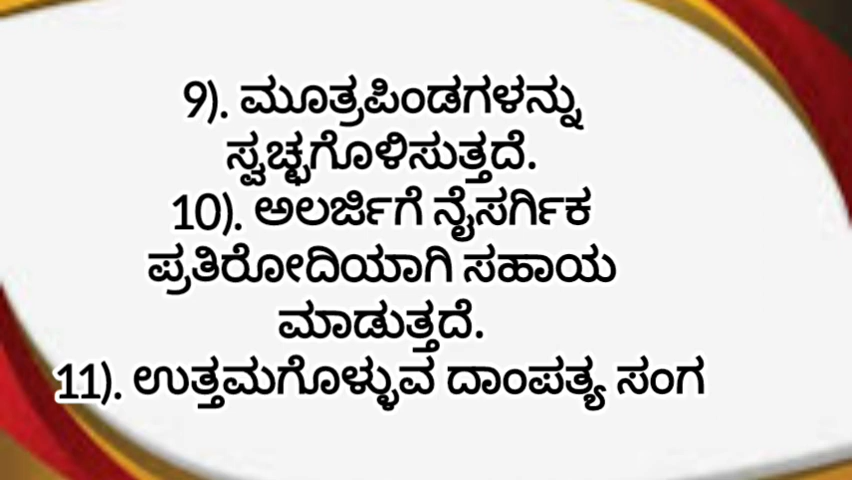 9). ಮೂತ್ರಪಿಂಡಗಳನ್ನು
ಸ್ವಚ್ಛಗೊಳಿಸುತ್ತದೆ.
10). ಅಲರ್ಜಿಗೆ ನೈಸರ್ಗಿಕ
ಪ್ರತಿರೋದಿಯಾಗಿ ಸಹಾಯ
ಮಾಡುತ್ತದೆ.
11). ಉತ್ತಮಗೊಳ್ಳುವ ದಾಂಪತ್ಯ ಸಂಗ